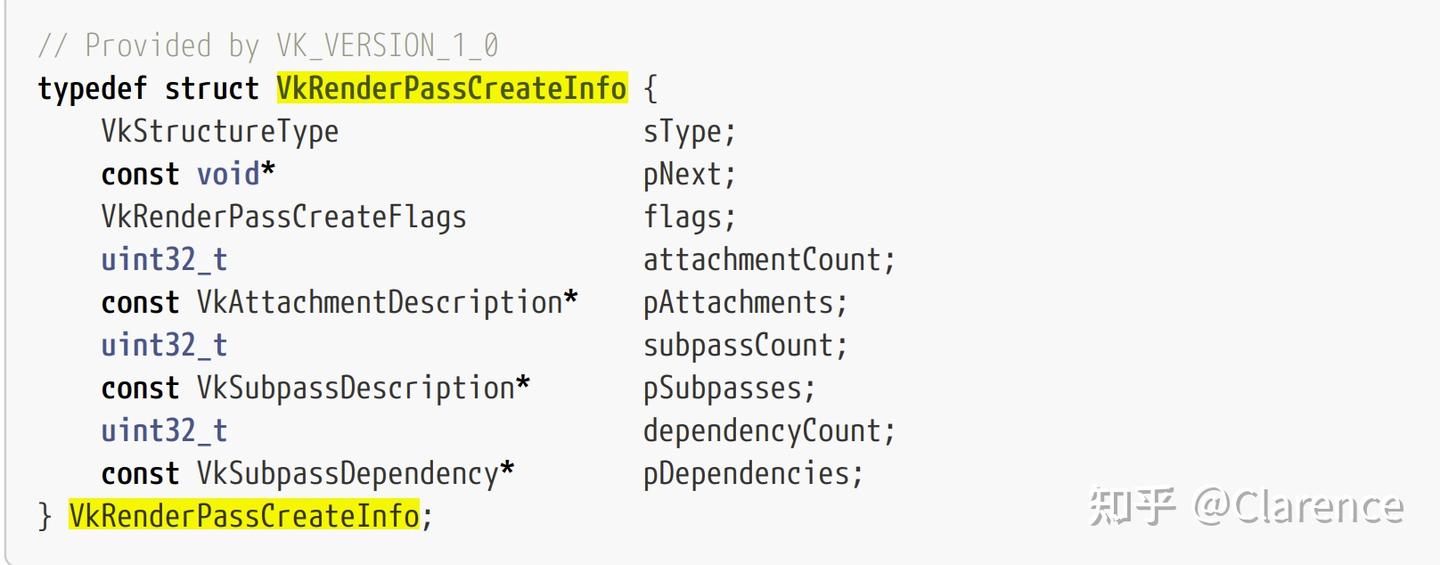 // Provided by VK_VERSION_1_0
typedef struct VkRenderPassCreateInfo {
    VkStructureType                   sType;
    const void*                       pNext;
    VkRenderPassCreateFlags           flags;
    uint32_t                          attachmentCount;
    const VkAttachmentDescription*    pAttachments;
    uint32_t                          subpassCount;
    const VkSubpassDescription*       pSubpasses;
    uint32_t                          dependencyCount;
    const VkSubpassDependency*        pDependencies;
} VkRenderPassCreateInfo;
知乎 @Clarence